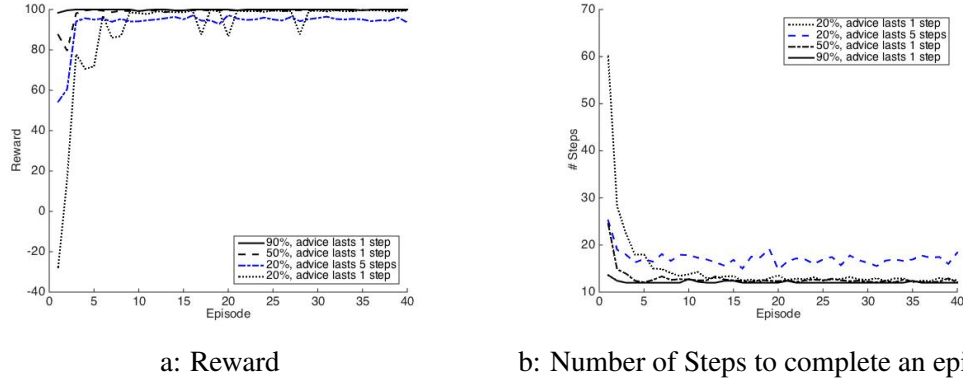 100
80
60
40
20
0
-20
-40
0
5
10
15
20
25
30
35
40
Reward
Episode
90%, advice lasts 1 step
50%, advice lasts 1 step
20%, advice lasts 5 steps
20%, advice lasts 1 step
a: Reward
70
60
50
40
30
20
10
0
5
10
15
20
25
30
35
40
# Steps
Episode
20%, advice lasts 1 step
20%, advice lasts 5 steps
50%, advice lasts 1 step
90%, advice lasts 1 step
b: Number of Steps to complete an epi